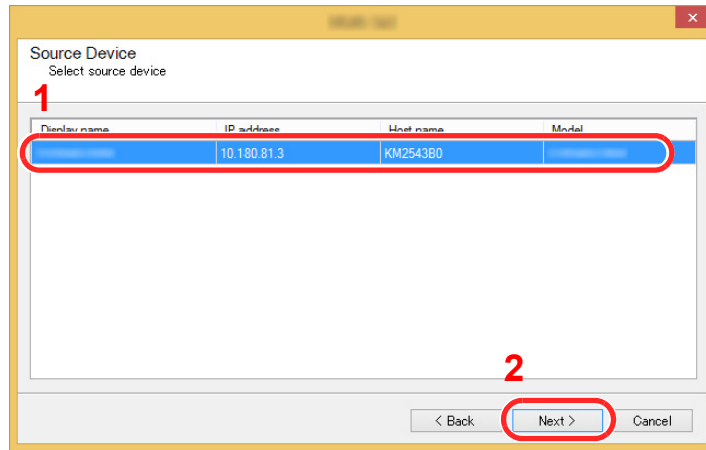 ×
Source Device
Select source device
1
Display name IP address Host name Model
10.180.81.3 KM2543B0
2
< Back Next > Cancel